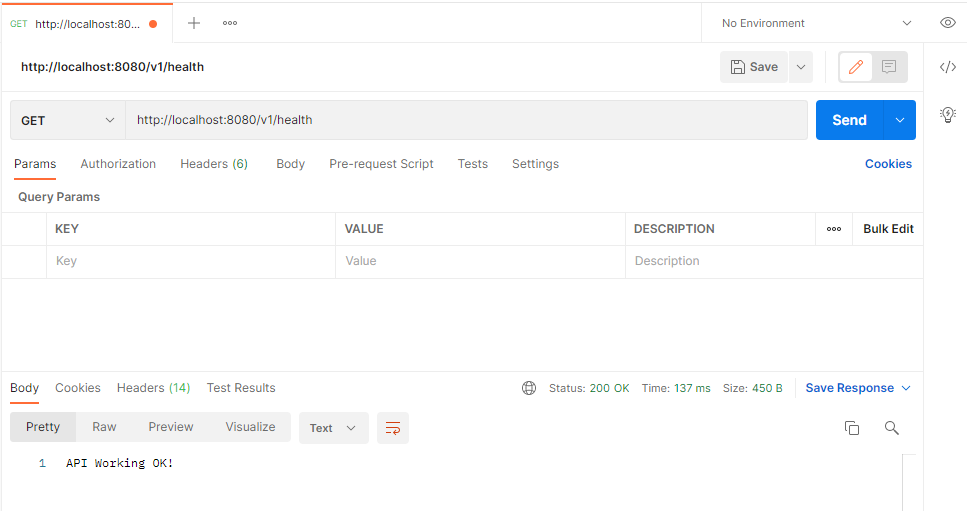 GET http://localhost:80...
No Environment
http://localhost:8080/v1/health
Save
GET http://localhost:8080/v1/health
Send
Params Authorization Headers (6) Body Pre-request Script Tests Settings Cookies
Query Params
KEY VALUE DESCRIPTION Bulk Edit
Key Value Description
Body Cookies Headers (14) Test Results Status: 200 OK Time: 137 ms Size: 450 B Save Response
Pretty Raw Preview Visualize Text
1 API Working OK!